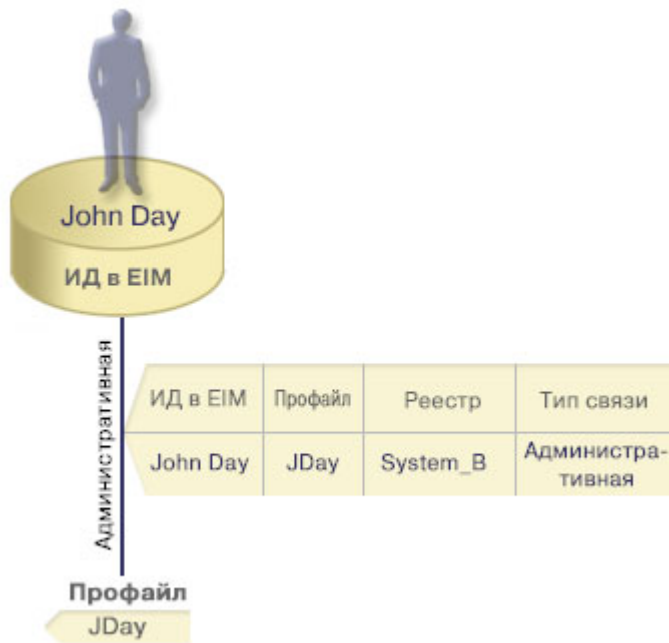 John Day
ИД в EIM
Административная
ИД в EIM Профайл Реестр Тип связи
John Day JDay System_B Администра-
тивная
Профайл
JDay